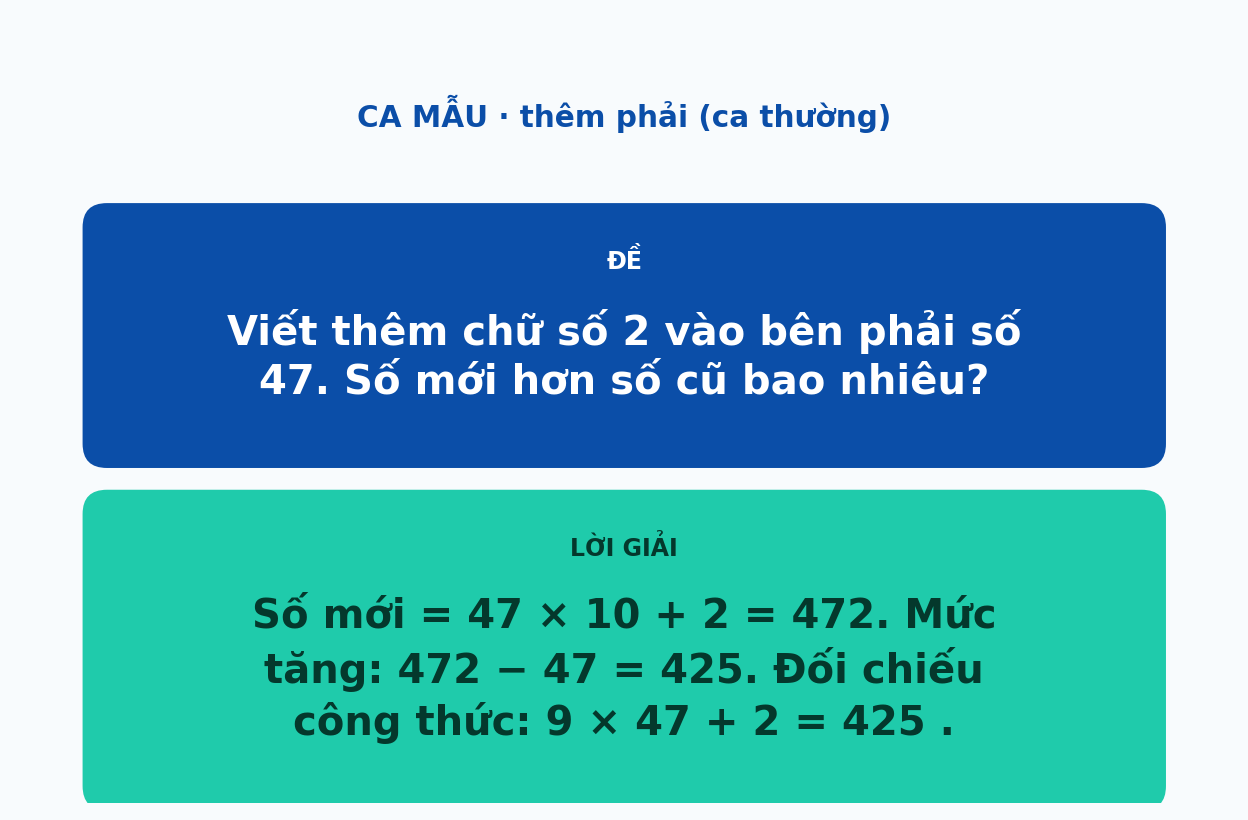 CA MẪU · thêm phải (ca thường)
ĐỀ
Viết thêm chữ số 2 vào bên phải số
47. Số mới hơn số cũ bao nhiêu?
LỜI GIẢI
Số mới = 47 × 10 + 2 = 472. Mức
tăng: 472 − 47 = 425. Đối chiếu
công thức: 9 × 47 + 2 = 425 .